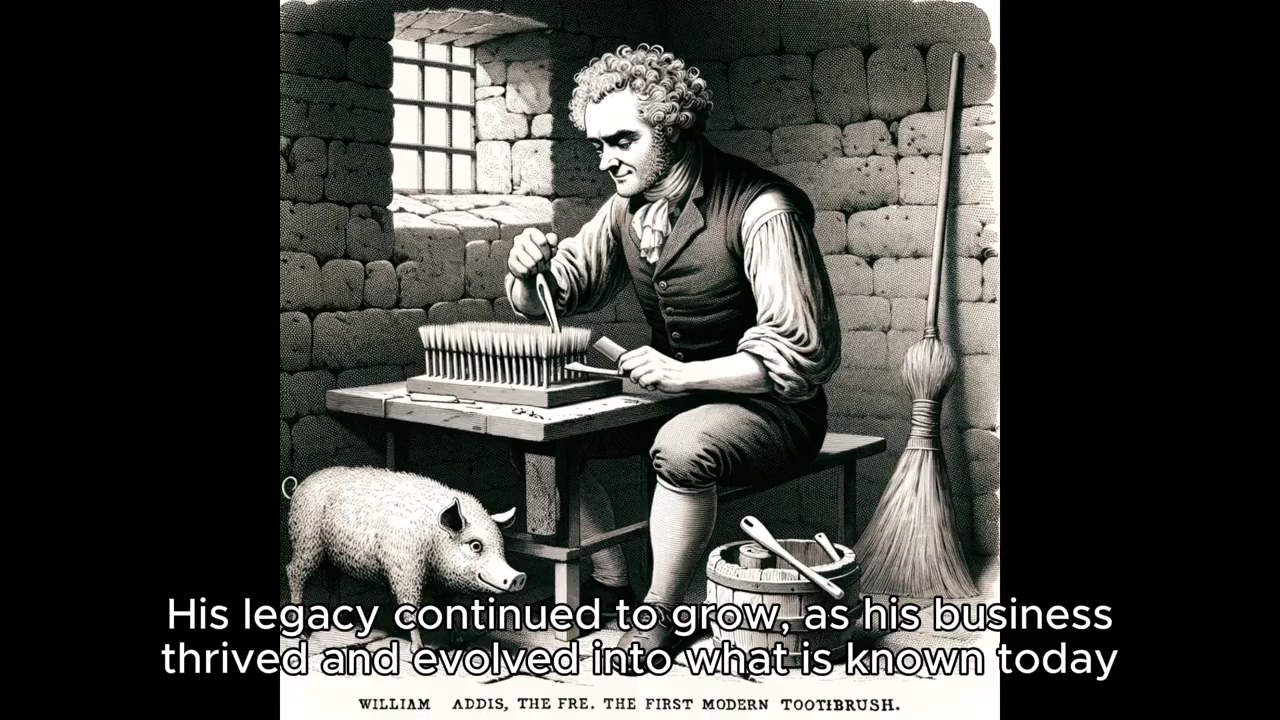 His legacy continued to grow, as his business
thrived and evolved into what is known today
WILLIAM ADDIS, THE FRE. THE FIRST MODERN TOOTHBRUSH.